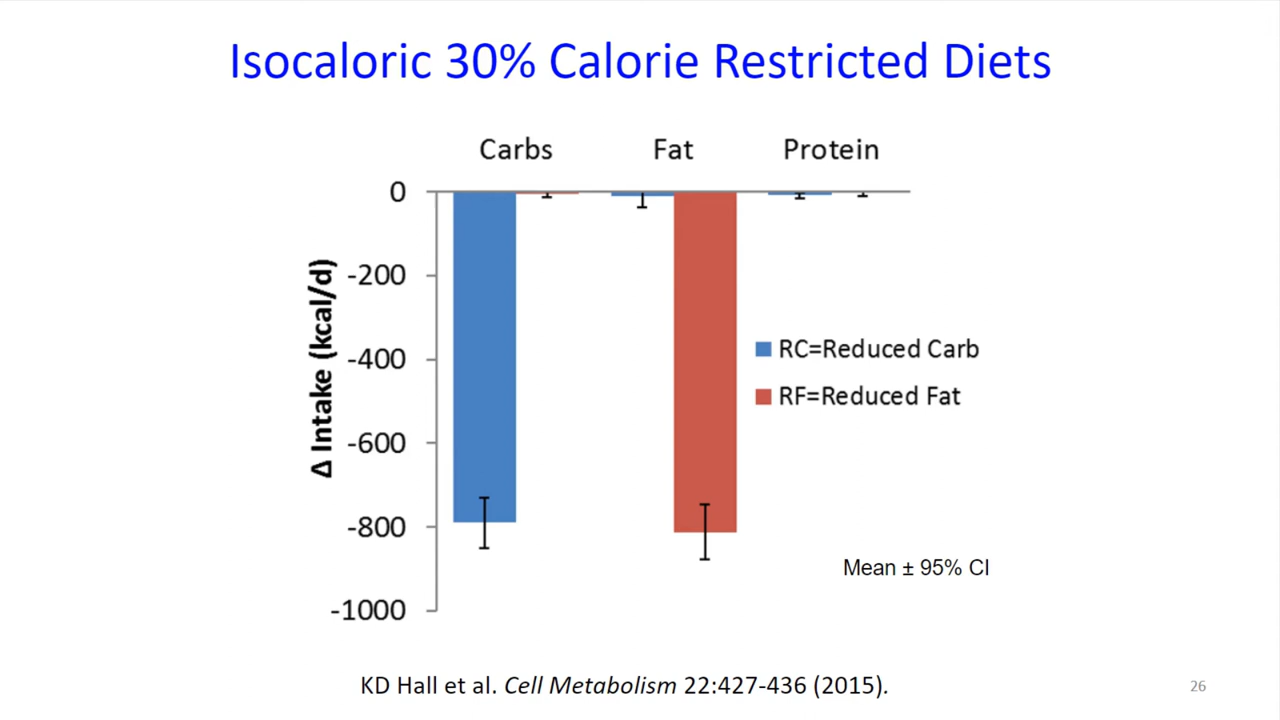 Isocaloric 30% Calorie Restricted Diets
Carbs Fat Protein
0
-200
-400
-600
-800
-1000
Δ Intake (kcal/d)
RC=Reduced Carb
RF=Reduced Fat
Mean ± 95% CI
KD Hall et al. Cell Metabolism 22:427-436 (2015).
26